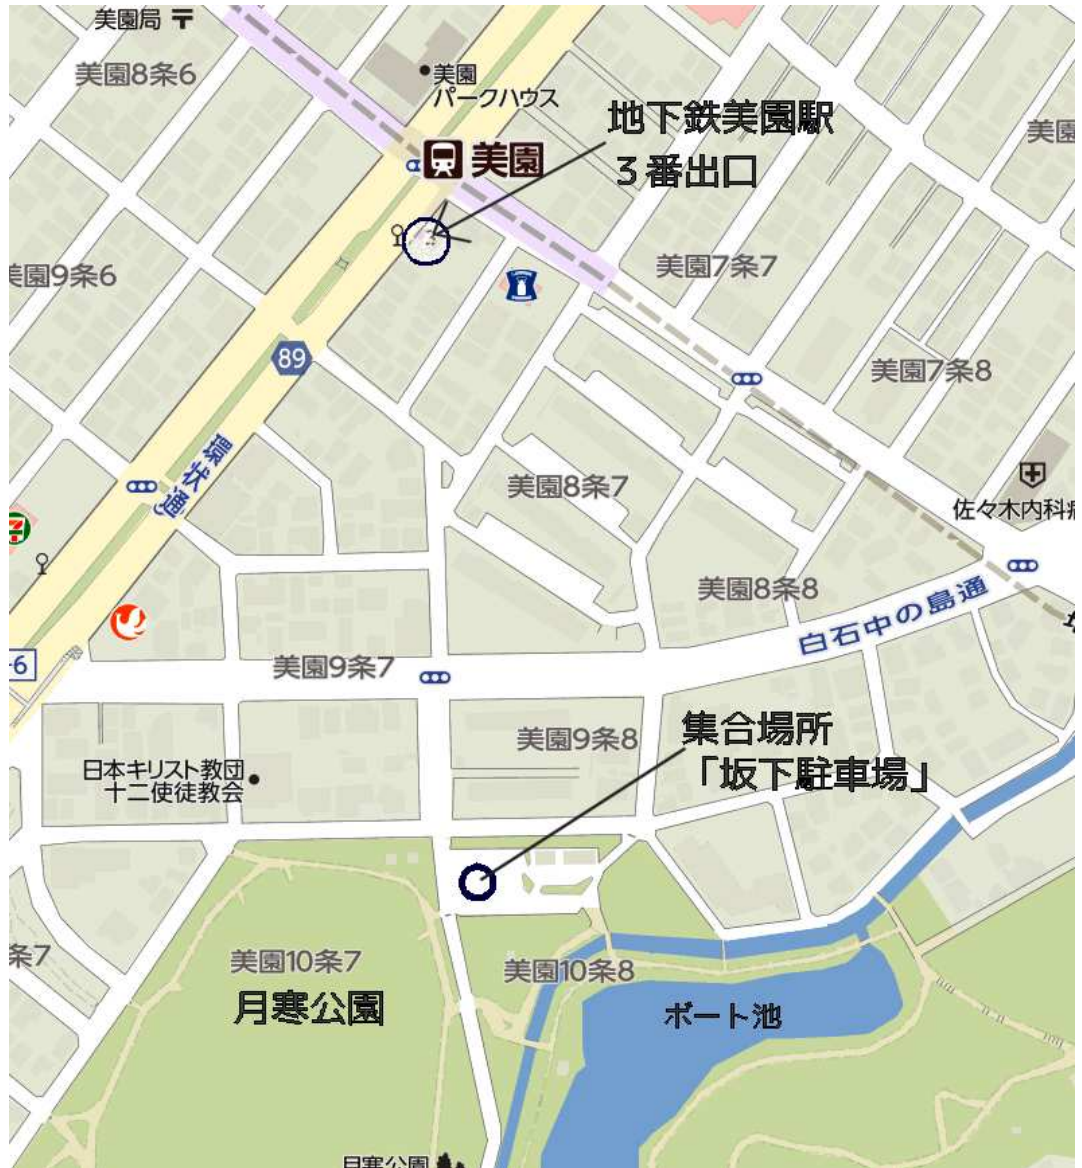 美園局
美園8条6
美園
パークハウス
地下鉄美園駅
３番出口
美園
美園
3
美園9条6
美園7条7
89
美園7条8
環状通
美園8条7
佐々木内科
7
美園8条8
白石中の島通
6
美園9条7
美園9条8
集合場所
「坂下駐車場」
日本キリスト教団
十二使徒教会
条7
美園10条7
美園10条8
月寒公園
ボート池
月寒公園